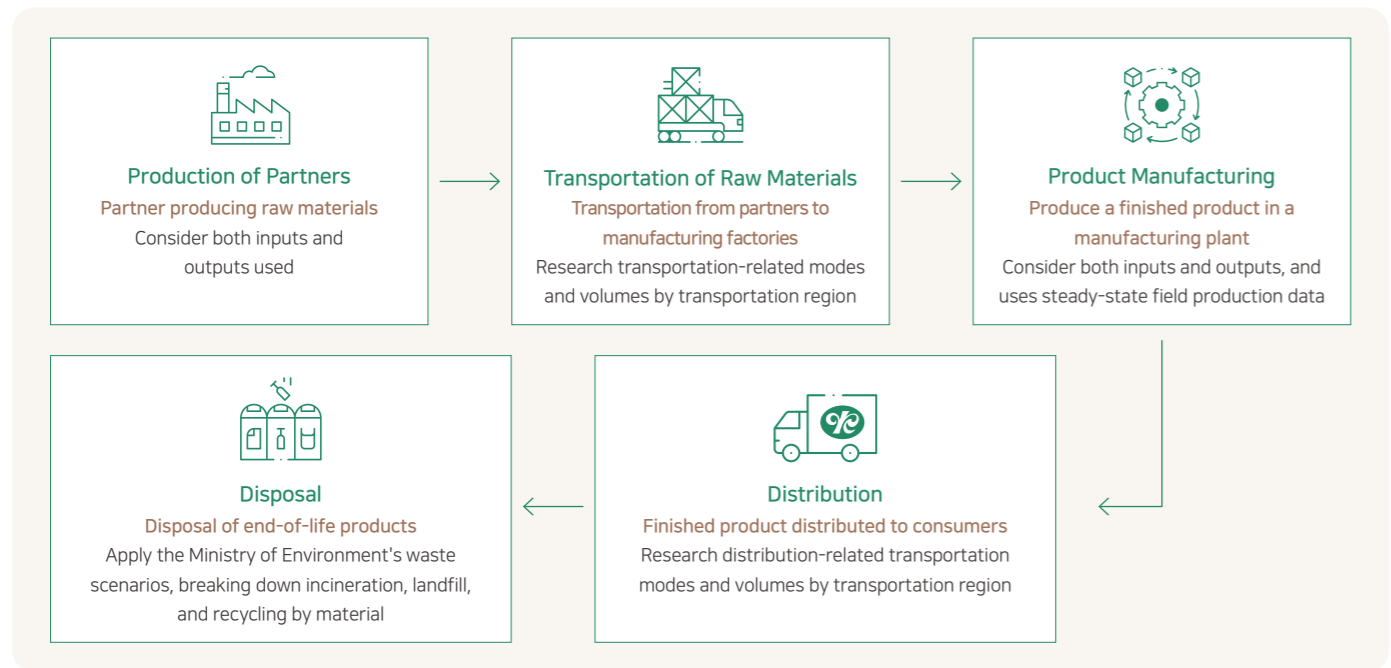 Production of Partners
Partner producing raw materials
Consider both inputs and
outputs used
Transportation of Raw Materials
Transportation from partners to
manufacturing factories
Research transportation-related modes
and volumes by transportation region
Product Manufacturing
Produce a finished product in a
manufacturing plant
Consider both inputs and outputs, and
uses steady-state field production data
Distribution
Finished product distributed to consumers
Research distribution-related transportation
modes and volumes by transportation region
Disposal
Disposal of end-of-life products
Apply the Ministry of Environment's waste
scenarios, breaking down incineration, landfill,
and recycling by material